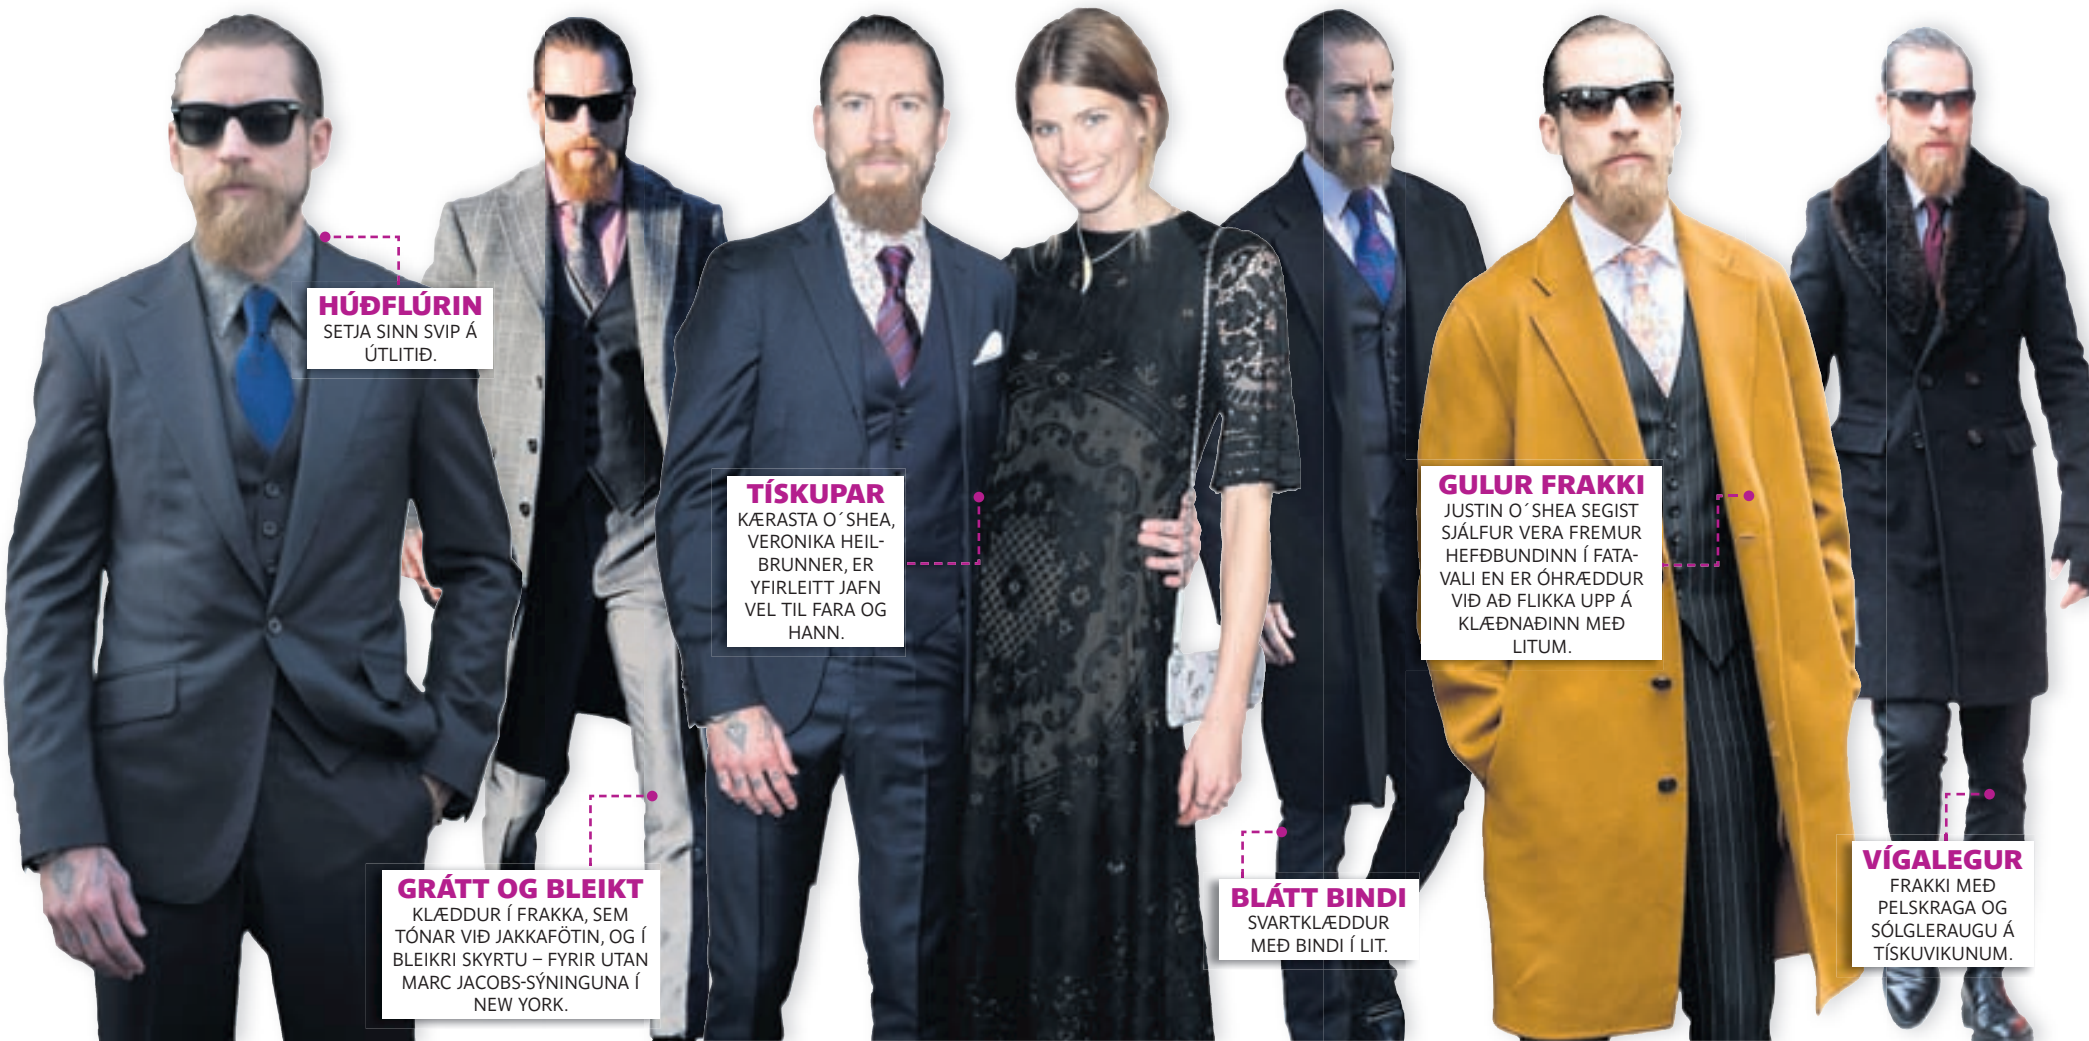 HÚÐFLÚRIN
SETJA SINN SVIP Á
ÚTLITIÐ.
GRÁTT OG BLEIKT
KLÆDDUR Í FRAKKA, SEM
TÓNAR VIÐ JAKKAFÖTIN, OG Í
BLEIKRI SKYRTU – FYRIR UTAN
MARC JACOBS-SÝNINGUNA Í
NEW YORK.
TÍSKUPAR
KÆRASTA O´SHEA,
VERONIKA HEIL-
BRUNNER, ER
YFIRLEITT JAFN
VEL TIL FARA OG
HANN.
BLÁTT BINDI
SVARTKLÆDDUR
MEÐ BINDI Í LIT.
GULUR FRAKKI
JUSTIN O´SHEA SEGIST
SJÁLFUR VERA FREMUR
HEFÐBUNDINN Í FATA-
VALI EN ER ÓHRÆDDUR
VIÐ AÐ FLIKKA UPP Á
KLÆÐNAÐINN MEÐ
LITUM.
VÍGALEGUR
FRAKKI MEÐ
PELSKRAGA OG
SÓLGLERAUGU Á
TÍSKUVIKUNUM.